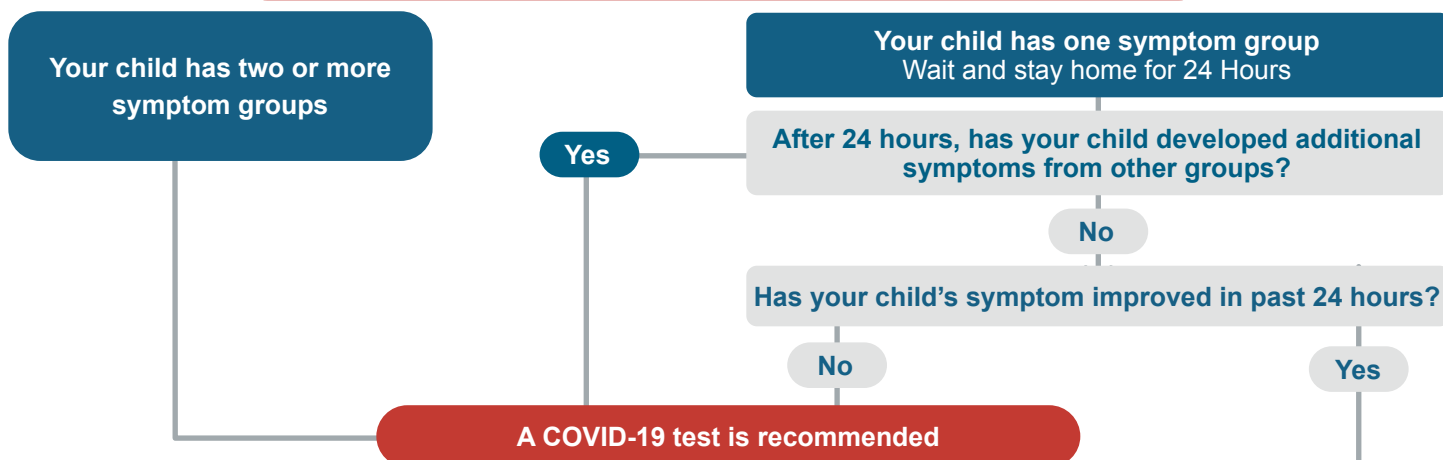 Your child has two or more
symptom groups
Your child has one symptom group
Wait and stay home for 24 Hours
After 24 hours, has your child developed additional
symptoms from other groups?
Yes
No
Has your child’s symptom improved in past 24 hours?
No
Yes
A COVID-19 test is recommended